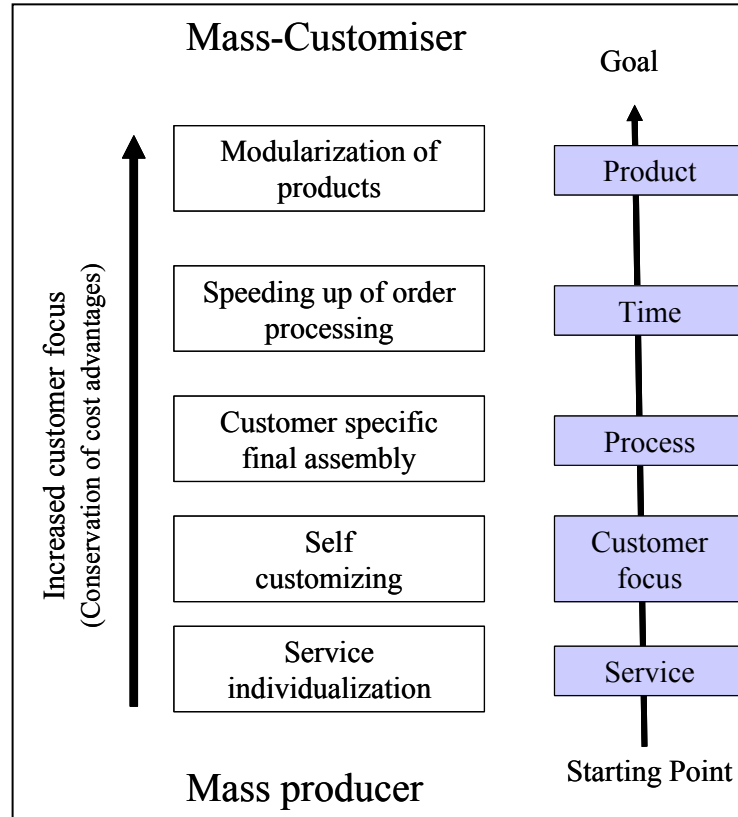 Mass-Customiser
Goal
Modularization of
products
Product
Speeding up of order
processing
Time
Customer specific
final assembly
Process
Self
customizing
Customer
focus
Service
individualization
Service
Increased customer focus
(Conservation of cost advantages)
Mass producer
Starting Point